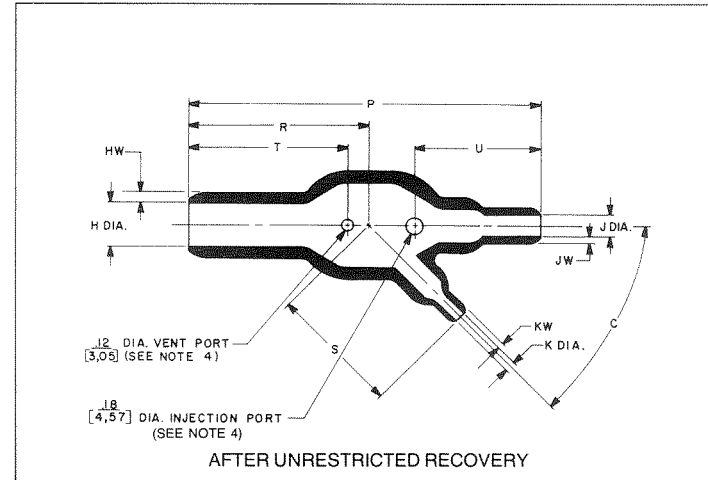 P
R
T
U
HW
H DIA.
J DIA.
JW
KW
K DIA.
C
S
.12 DIA. VENT PORT
[3,05] (SEE NOTE 4)
.18
[4,57] DIA. INJECTION PORT
(SEE NOTE 4)
AFTER UNRESTRICTED RECOVERY